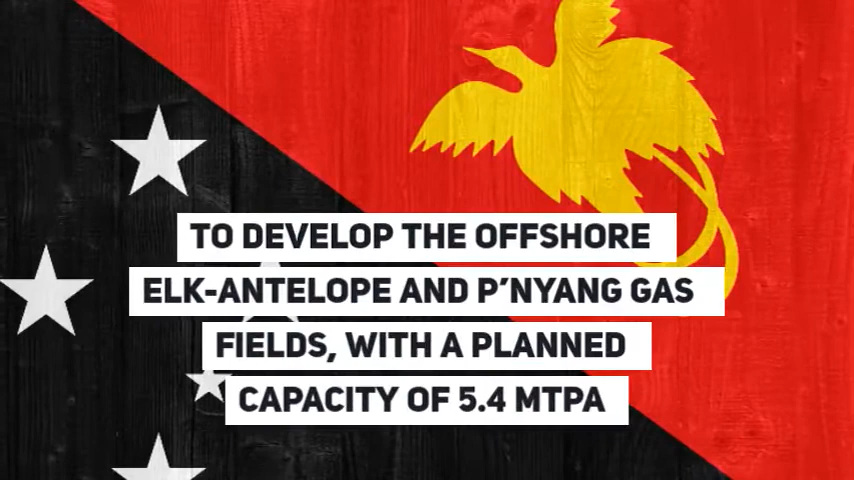 TO DEVELOP THE OFFSHORE
ELK-ANTELOPE AND P’NYANG GAS
FIELDS, WITH A PLANNED
CAPACITY OF 5.4 MTPA